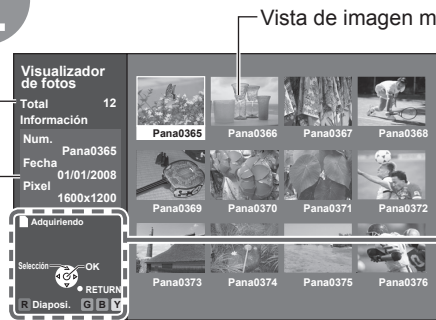 Vista de imagen m
Visualizador
de fotos
Total 12
Información
Num.
Pana0365
Fecha
01/01/2008
Pixel
1600x1200
Adquiriendo
Selección OK
RETURN
R Diaposi. G B Y
Pana0365 Pana0366 Pana0367 Pana0368
Pana0369 Pana0370 Pana0371 Pana0372
Pana0373 Pana0374 Pana0375 Pana0376